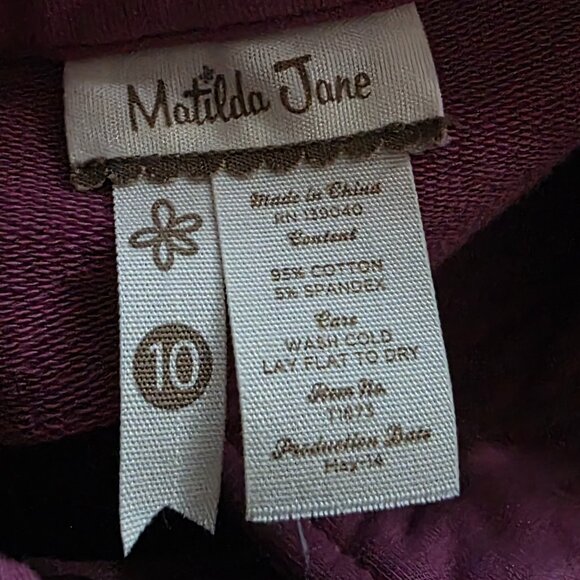 Matilda Jane
10
Made in China
RN 139040
Content
95% COTTON
5% SPANDEX
Care
WASH COLD
LAY FLAT TO DRY
Item No.
11873
Production Date
May-14